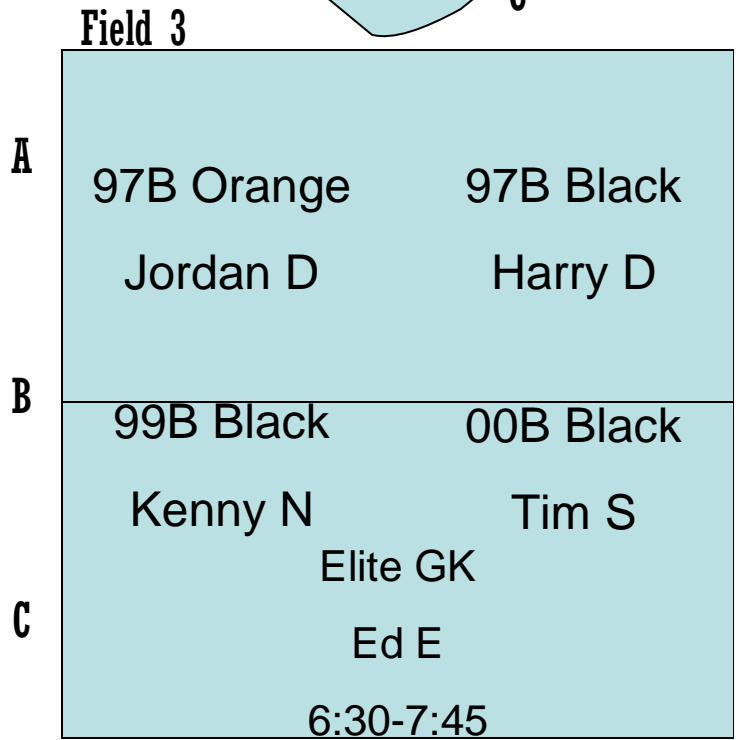 Field 3
A
97B Orange 97B Black
Jordan D Harry D
B
99B Black 00B Black
Kenny N Tim S
Elite GK
C
Ed E
6:30-7:45